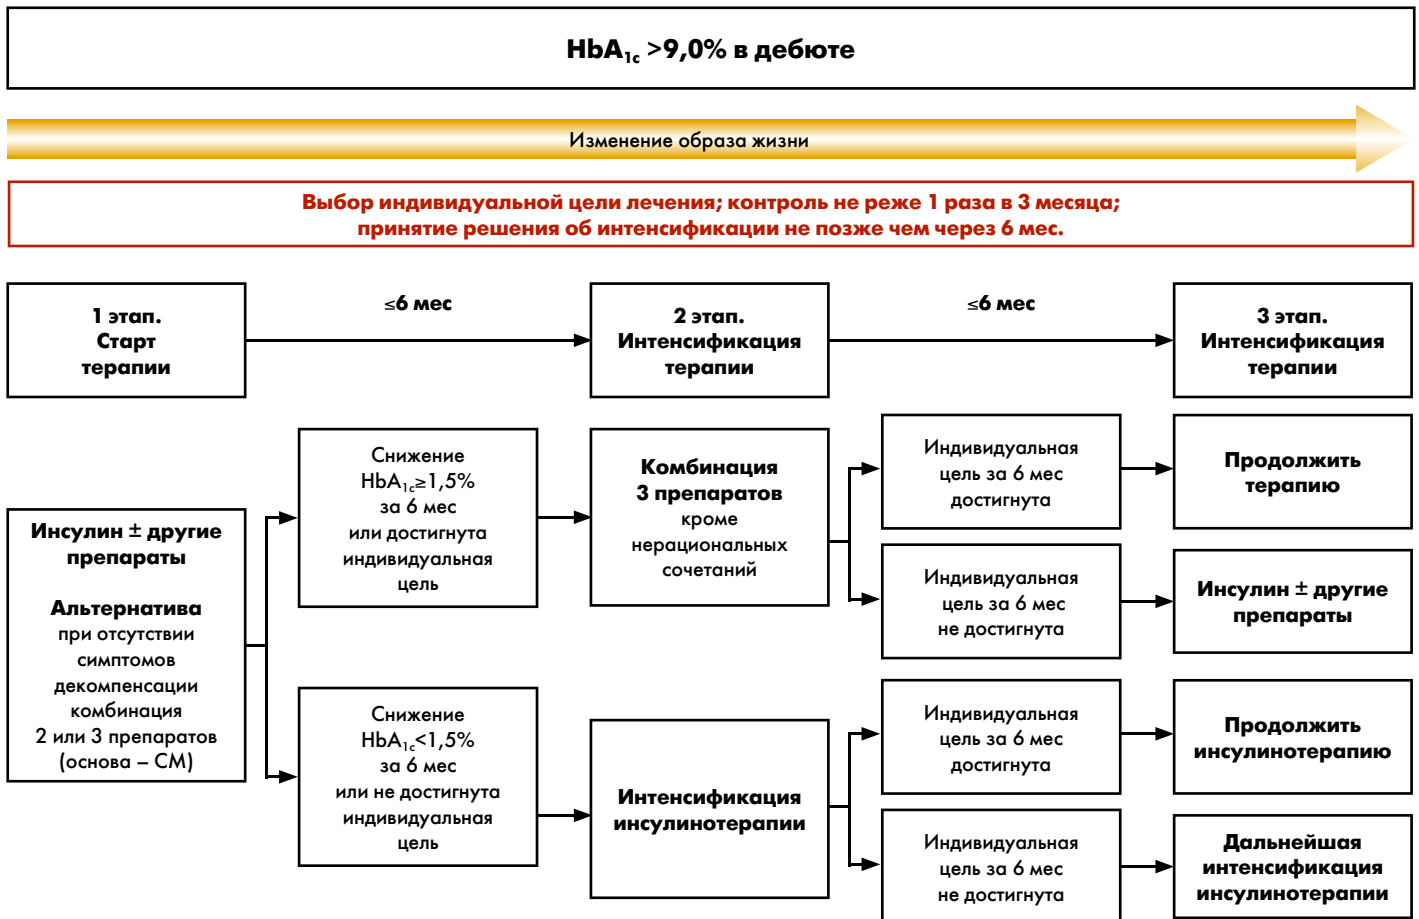 HbA1c >9,0% в дебюте
Изменение образа жизни
Выбор индивидуальной цели лечения; контроль не реже 1 раза в 3 месяца;
принятие решения об интенсификации не позже чем через 6 мес.
1 этап.
Старт
терапии
≤6 мес
2 этап.
Интенсификация
терапии
≤6 мес
3 этап.
Интенсификация
терапии
Инсулин ± другие
препараты
Альтернатива
при отсутствии
симптомов
декомпенсации
комбинация
2 или 3 препаратов
(основа – СМ)
Снижение
HbA1c≥1,5%
за 6 мес
или достигнута
индивидуальная
цель
Комбинация
3 препаратов
кроме
нерациональных
сочетаний
Индивидуальная
цель за 6 мес
достигнута
Продолжить
терапию
Индивидуальная
цель за 6 мес
не достигнута
Инсулин ± другие
препараты
Снижение
HbA1c<1,5%
за 6 мес
или не достигнута
индивидуальная
цель
Интенсификация
инсулинотерапии
Индивидуальная
цель за 6 мес
достигнута
Продолжить
инсулинотерапию
Индивидуальная
цель за 6 мес
не достигнута
Дальнейшая
интенсификация
инсулинотерапии